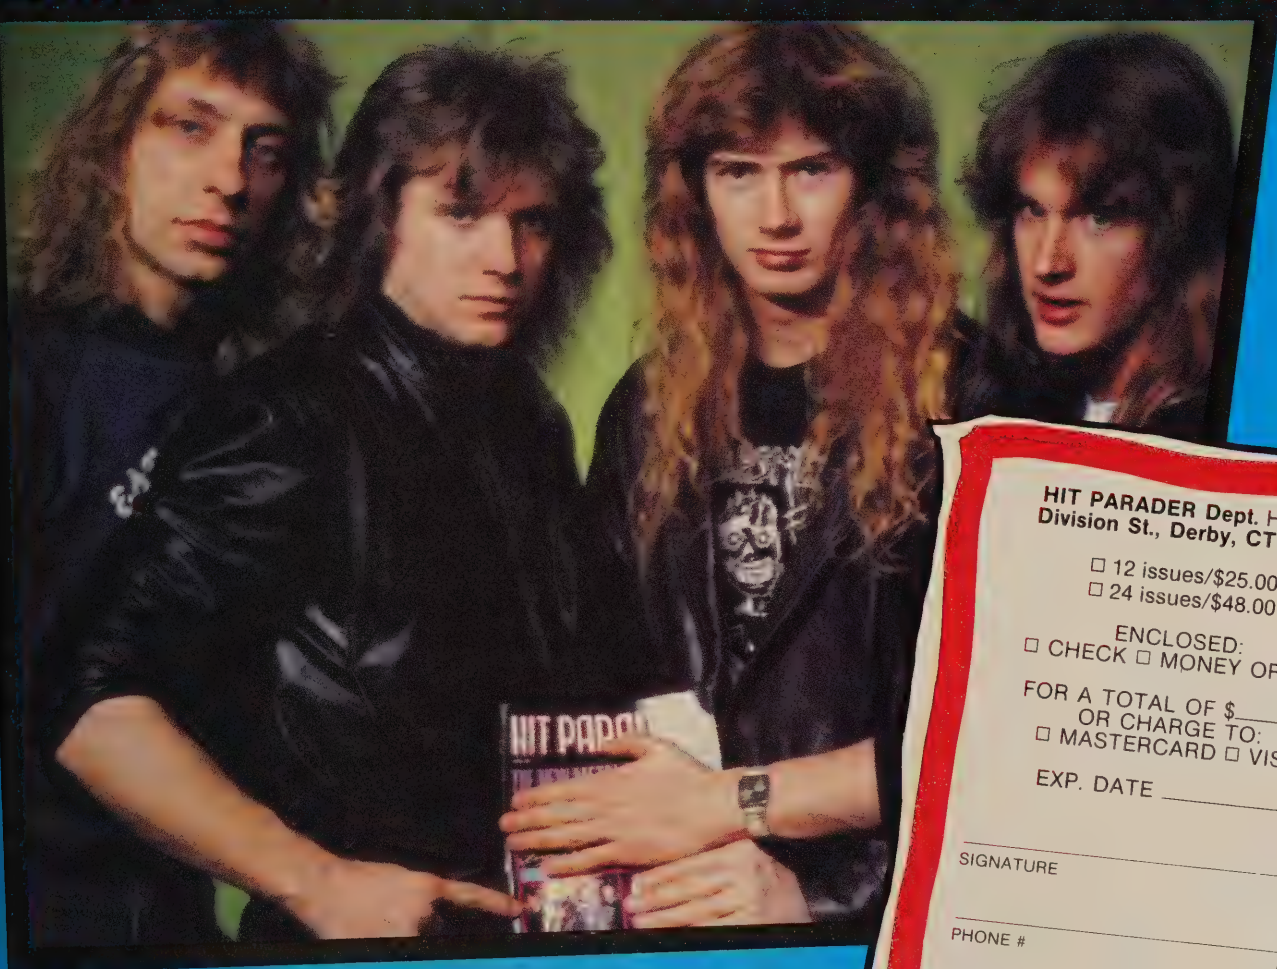 HIT PARA
HIT PARADER Dept. H
Division St., Derby, CT
☐ 12 issues/$25.00
☐ 24 issues/$48.00
ENCLOSED:
☐ CHECK ☐ MONEY OR
FOR A TOTAL OF $
OR CHARGE TO:
☐ MASTERCARD ☐ VIS
EXP. DATE
SIGNATURE
PHONE #